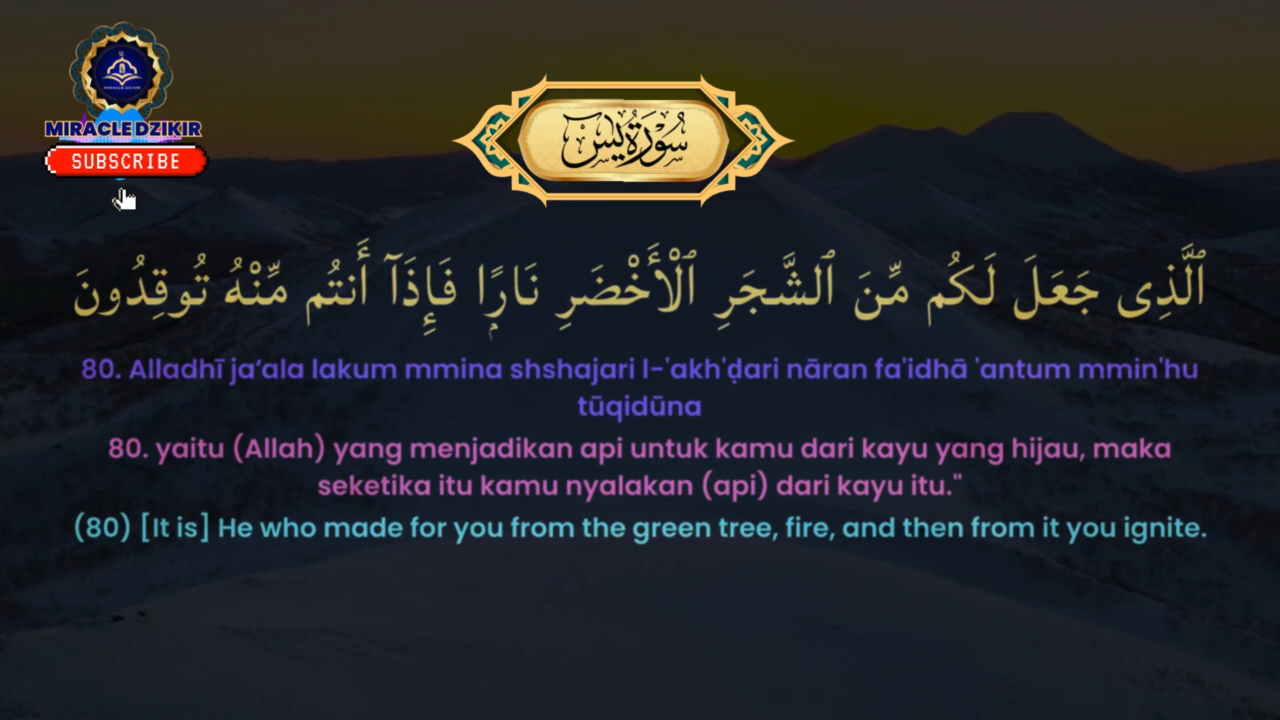 MIRACLE DZIKIR
MIRACLE DZIKIR
SUBSCRIBE
سُورَةُ يس
ٱلَّذِى جَعَلَ لَكُم مِّنَ ٱلشَّجَرِ ٱلْأَخْضَرِ نَارًۭا فَإِذَآ أَنتُم مِّنْهُ تُوقِدُونَ
80. Alladhī ja’ala lakum mmina shshajari l-'akh'ḍari nāran fa'idhā 'antum mmin'hu
tūqidūna
80. yaitu (Allah) yang menjadikan api untuk kamu dari kayu yang hijau, maka
seketika itu kamu nyalakan (api) dari kayu itu."
(80) [It is] He who made for you from the green tree, fire, and then from it you ignite.